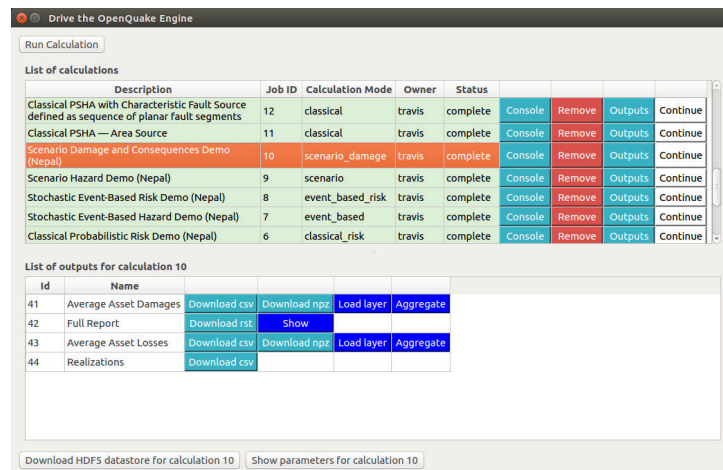 Drive the OpenQuake Engine
Run Calculation
List of calculations
Description Job ID Calculation Mode Owner Status
Classical PSHA with Characteristic Fault Source
defined as sequence of planar fault segments 12 classical travis complete Console Remove Outputs Continue
Classical PSHA — Area Source 11 classical travis complete Console Remove Outputs Continue
Scenario Damage and Consequences Demo
(Nepal) 10 scenario_damage travis complete Console Remove Outputs Continue
Scenario Hazard Demo (Nepal) 9 scenario travis complete Console Remove Outputs Continue
Stochastic Event-Based Risk Demo (Nepal) 8 event_based_risk travis complete Console Remove Outputs Continue
Stochastic Event-Based Hazard Demo (Nepal) 7 event_based travis complete Console Remove Outputs Continue
Classical Probabilistic Risk Demo (Nepal) 6 classical_risk travis complete Console Remove Outputs Continue
List of outputs for calculation 10
Id Name
41 Average Asset Damages Download csv Download npz Load layer Aggregate
42 Full Report Download rst Show
43 Average Asset Losses Download csv Download npz Load layer Aggregate
44 Realizations Download csv
Download HDF5 datastore for calculation 10 Show parameters for calculation 10